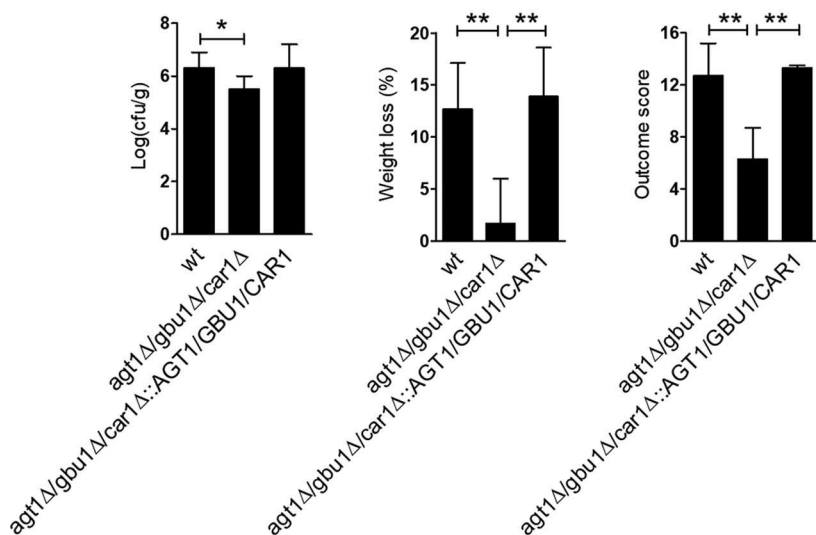 *
8
6
4
2
0
Log(cfu/g)
wt
agt1Δ/gbu1Δ/car1Δ
agt1Δ/gbu1Δ/car1Δ::AGT1/GBU1/CAR1
** **
20
15
10
5
0
Weight loss (%)
wt
agt1Δ/gbu1Δ/car1Δ
agt1Δ/gbu1Δ/car1Δ::AGT1/GBU1/CAR1
** **
16
12
8
4
0
Outcome score
wt
agt1Δ/gbu1Δ/car1Δ
agt1Δ/gbu1Δ/car1Δ::AGT1/GBU1/CAR1